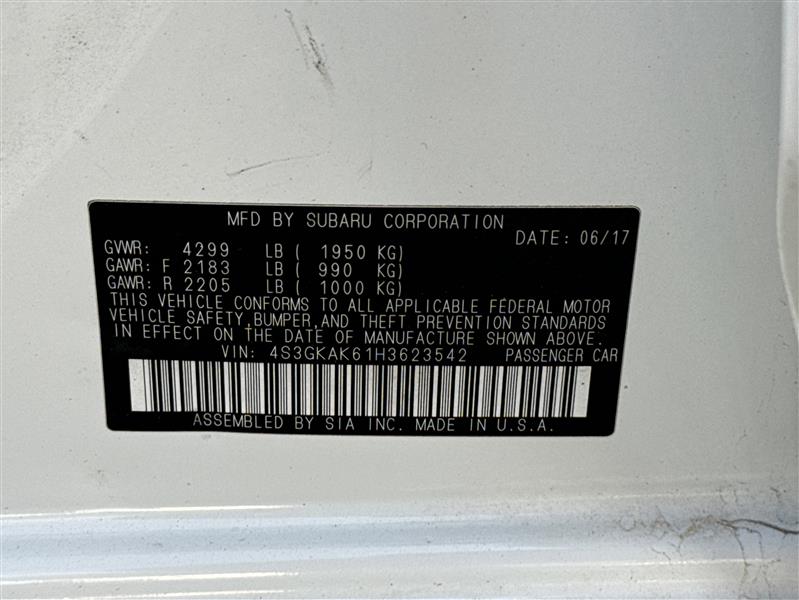 MFD BY SUBARU CORPORATION
DATE: 06/17
GVWR: 4299 LB ( 1950 KG)
GAWR: F 2183 LB ( 990 KG)
GAWR: R 2205 LB ( 1000 KG)
THIS VEHICLE CONFORMS TO ALL APPLICABLE FEDERAL MOTOR
VEHICLE SAFETY,BUMPER,AND THEFT PREVENTION STANDARDS
IN EFFECT ON THE DATE OF MANUFACTURE SHOWN ABOVE.
VIN: 4S3GKAK61H3623542 PASSENGER CAR
ASSEMBLED BY SIA INC. MADE IN U.S.A.